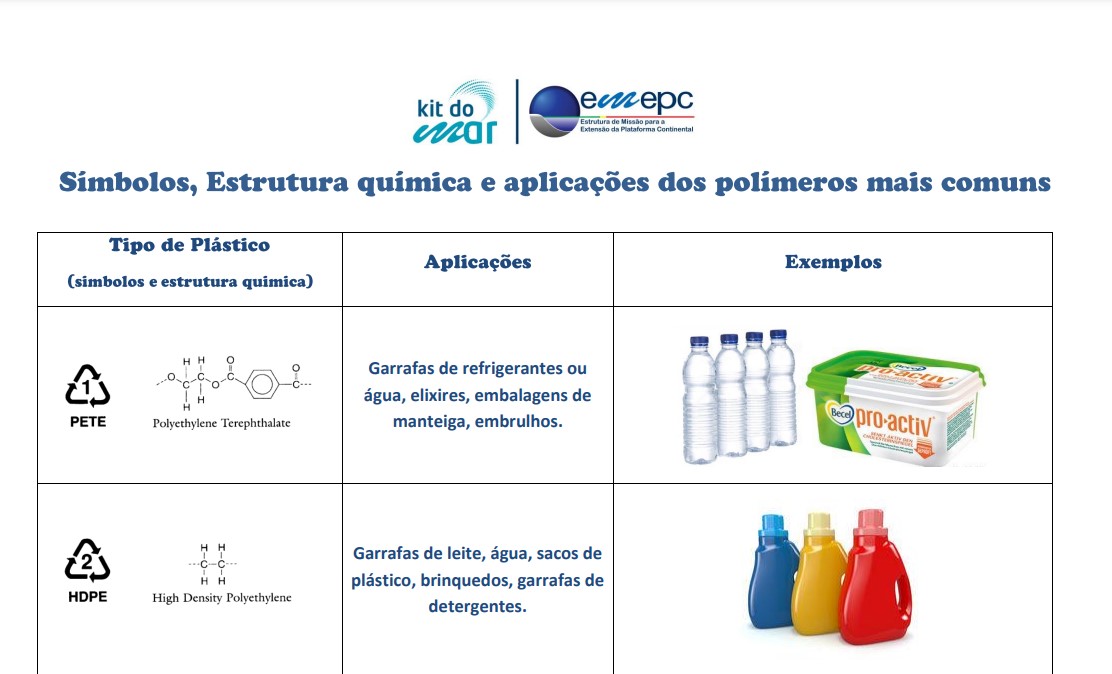 kit do
mar
emepc
Estrutura de Missão para a
Extensão da Plataforma Continental
Símbolos, Estrutura química e aplicações dos polímeros mais comuns
Tipo de Plástico
(símbolos e estrutura química)
Aplicações
Exemplos
1
PETE
H H O
O C C O C O C
H H
Polyethylene Terephthalate
Garrafas de refrigerantes ou
água, elixires, embalagens de
manteiga, embrulhos.
Becel
pro·activ
Becel
pro·activ
2
HDPE
H H
C C
H H
High Density Polyethylene
Garrafas de leite, água, sacos de
plástico, brinquedos, garrafas de
detergentes.